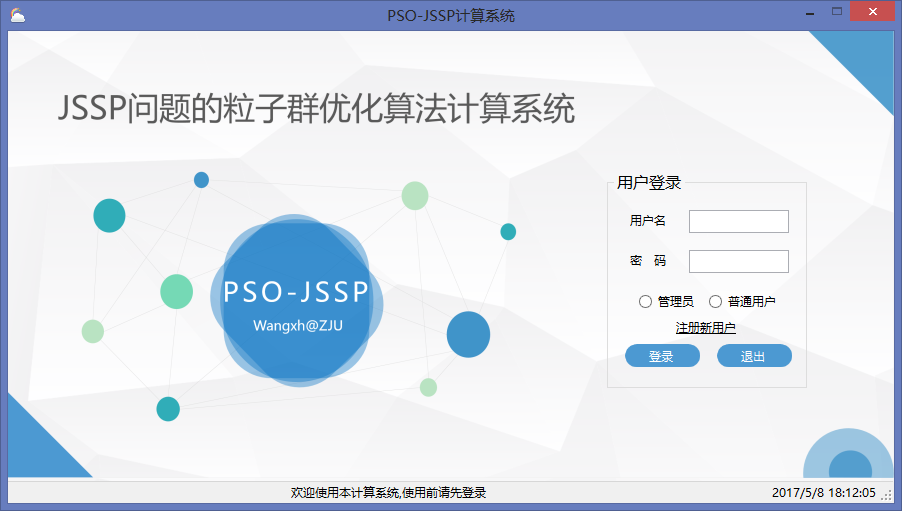 PSO-JSSP计算系统
JSSP问题的粒子群优化算法计算系统
PSO-JSSP
Wangxh@ZJU
用户登录
用户名
密 码
管理员 普通用户
注册新用户
登录 退出
欢迎使用本计算系统,使用前请先登录 2017/5/8 18:12:05